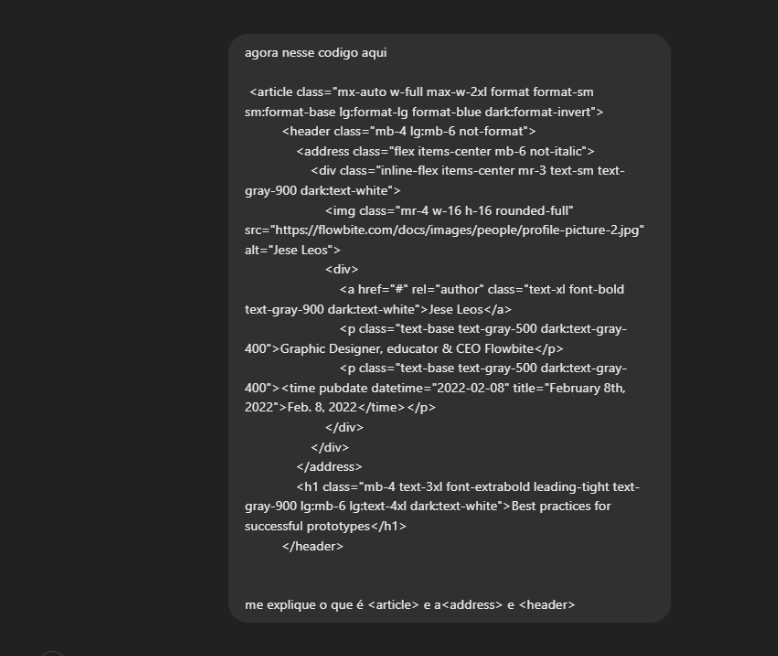 agora nesse codigo aqui
<article class="mx-auto w-full max-w-2xl format format-sm
sm:format-base lg:format-lg format-blue dark:format-invert">
<header class="mb-4 lg:mb-6 not-format">
<address class="flex items-center mb-6 not-italic">
<div class="inline-flex items-center mr-3 text-sm text-
gray-900 dark:text-white">
<img class="mr-4 w-16 h-16 rounded-full"
src="https://flowbite.com/docs/images/people/profile-picture-2.jpg"
alt="Jese Leos">
<div>
<a href="#" rel="author" class="text-xl font-bold
text-gray-900 dark:text-white">Jese Leos</a>
<p class="text-base text-gray-500 dark:text-gray-
400">Graphic Designer, educator & CEO Flowbite</p>
<p class="text-base text-gray-500 dark:text-gray-
400"><time pubdate datetime="2022-02-08" title="February 8th,
2022">Feb. 8, 2022</time></p>
</div>
</div>
</address>
<h1 class="mb-4 text-3xl font-extrabold leading-tight text-
gray-900 lg:mb-6 lg:text-4xl dark:text-white">Best practices for
successful prototypes</h1>
</header>
me explique o que é <article> e a<address> e <header>